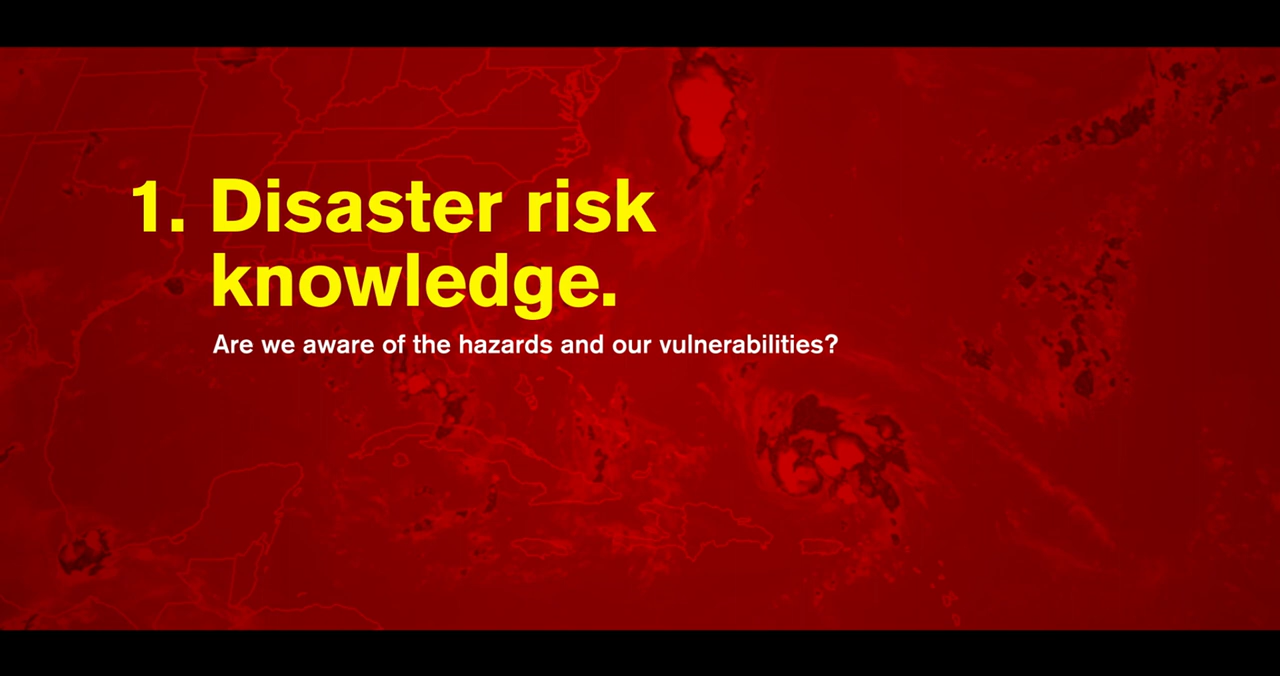 1. Disaster risk
knowledge.
Are we aware of the hazards and our vulnerabilities?